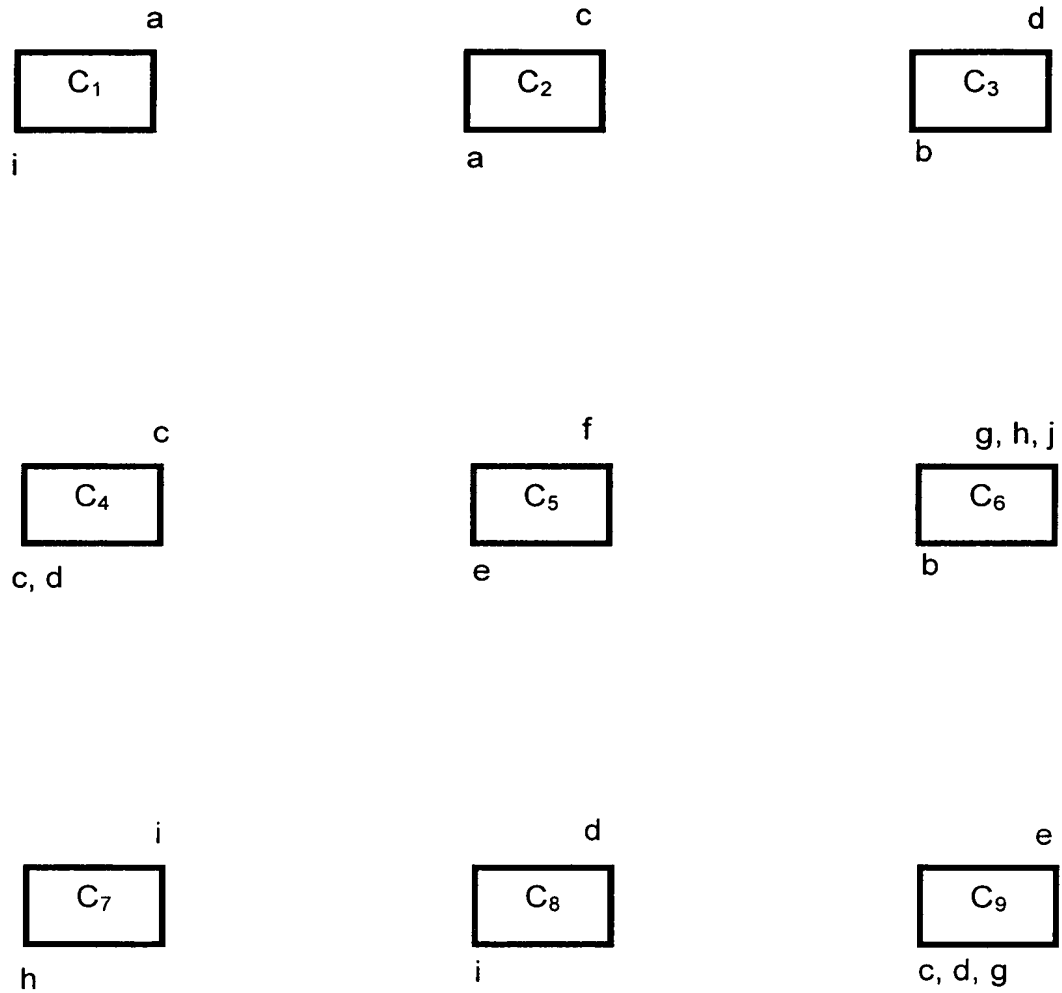 a c d
C₁ C₂ C₃
i a b
c f g, h, j
C₄ C₅ C₆
c, d e b
i d e
C₇ C₈ C₉
h i c, d, g